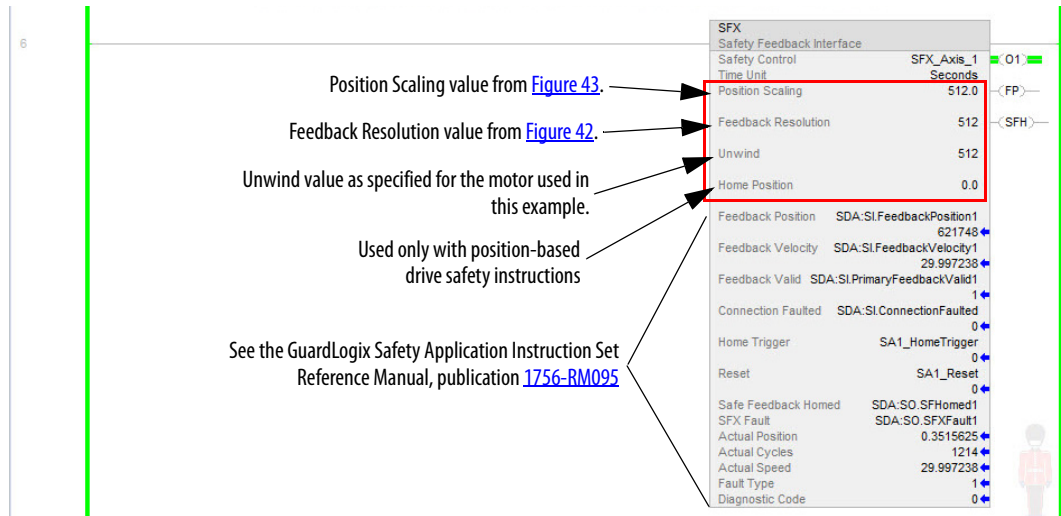 6
SFX
Safety Feedback Interface
Safety Control SFX_Axis_1 (O1)
Time Unit Seconds
Position Scaling value from Figure 43.
Position Scaling 512.0 (FP)
Feedback Resolution value from Figure 42.
Feedback Resolution 512 (SFH)
Unwind value as specified for the motor used in
this example.
Unwind 512
Used only with position-based
drive safety instructions
Home Position 0.0
See the GuardLogix Safety Application Instruction Set
Reference Manual, publication 1756-RM095
Feedback Position SDA:SI.FeedbackPosition1
621748
Feedback Velocity SDA:SI.FeedbackVelocity1
29.997238
Feedback Valid SDA:SI.PrimaryFeedbackValid1
1
Connection Faulted SDA:SI.ConnectionFaulted
0
Home Trigger SA1_HomeTrigger
0
Reset SA1_Reset
0
Safe Feedback Homed SDA:SO.SFHomed1
SFX Fault SDA:SO.SFXFault1
Actual Position 0.3515625
Actual Cycles 1214
Actual Speed 29.997238
Fault Type 1
Diagnostic Code 0